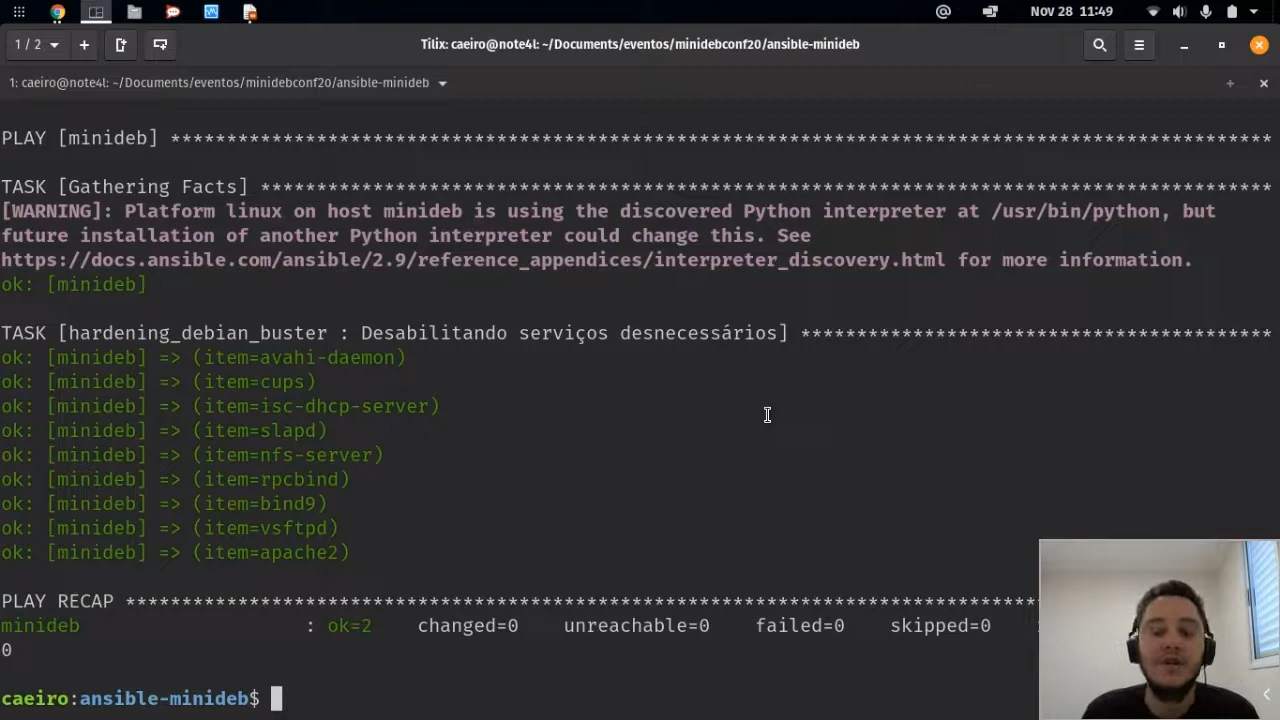 Nov 28 11:49
1 / 2
Tilix: caeiro@note4l: ~/Documents/eventos/minidebconf20/ansible-minideb
1: caeiro@note4l: ~/Documents/eventos/minidebconf20/ansible-minideb
PLAY [minideb] **************************************************************************************************
TASK [Gathering Facts] ******************************************************************************************
[WARNING]: Platform linux on host minideb is using the discovered Python interpreter at /usr/bin/python, but
future installation of another Python interpreter could change this. See
https://docs.ansible.com/ansible/2.9/reference_appendices/interpreter_discovery.html for more information.
ok: [minideb]
TASK [hardening_debian_buster : Desabilitando serviços desnecessários] ******************************************
ok: [minideb] => (item=avahi-daemon)
ok: [minideb] => (item=cups)
ok: [minideb] => (item=isc-dhcp-server)
ok: [minideb] => (item=slapd)
ok: [minideb] => (item=nfs-server)
ok: [minideb] => (item=rpcbind)
ok: [minideb] => (item=bind9)
ok: [minideb] => (item=vsftpd)
ok: [minideb] => (item=apache2)
PLAY RECAP *********************************************************************************
minideb : ok=2 changed=0 unreachable=0 failed=0 skipped=0
0
caeiro:ansible-minideb$